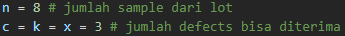 n = 8 # jumlah sample dari lot
c = k = x = 3 # jumlah defects bisa diterima